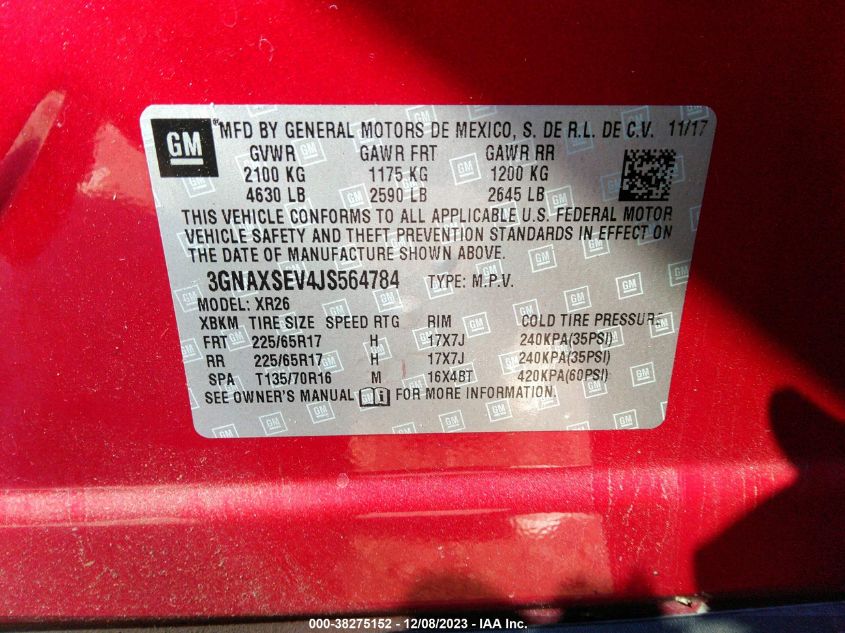 GM "MFD BY GENERAL MOTORS DE MEXICO, S. DE R.L. DE C.V. 11/17
GVWR GAWR FRT GAWR RR
2100 KG 1175 KG 1200 KG
4630 LB 2590 LB 2645 LB
THIS VEHICLE CONFORMS TO ALL APPLICABLE U.S. FEDERAL MOTOR
VEHICLE SAFETY AND THEFT PREVENTION STANDARDS IN EFFECT ON
THE DATE OF MANUFACTURE SHOWN ABOVE.
3GNAXSEV4JS564784 TYPE: M.P.V.
MODEL: XR26
XBKM TIRE SIZE SPEED RTG RIM COLD TIRE PRESSURE
FRT 225/65R17 H 17X7J 240KPA(35PSI)
RR 225/65R17 H 17X7J 240KPA(35PSI)
SPA T135/70R16 M 16X4BT 420KPA(60PSI)
SEE OWNER'S MANUAL FOR MORE INFORMATION.
000-38275152 - 12/08/2023 - IAA Inc.